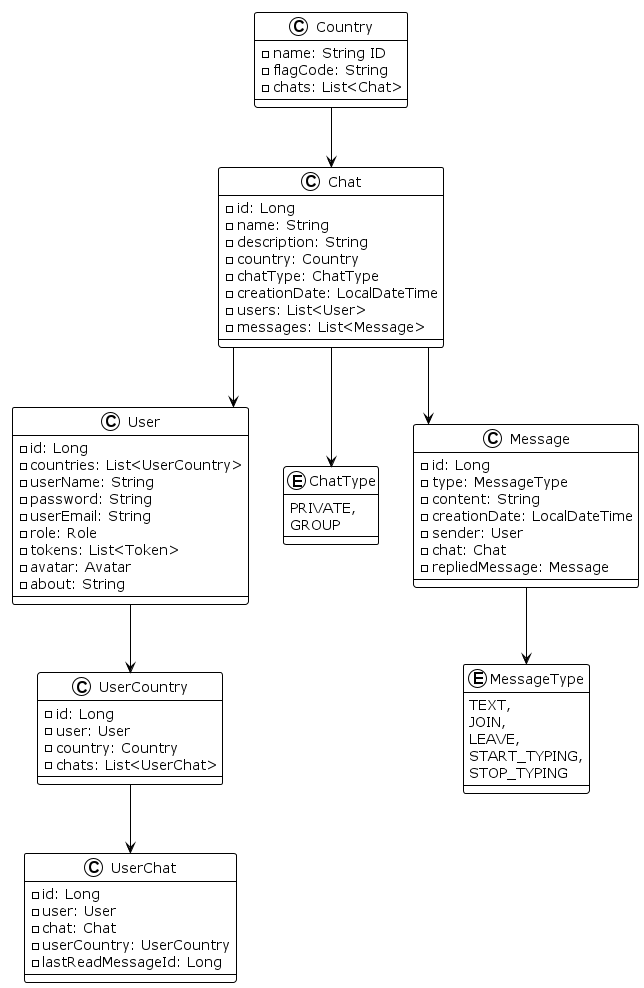 C Country
name: String ID
flagCode: String
chats: List<Chat>
C Chat
id: Long
name: String
description: String
country: Country
chatType: ChatType
creationDate: LocalDateTime
users: List<User>
messages: List<Message>
C User
id: Long
countries: List<UserCountry>
userName: String
password: String
userEmail: String
role: Role
tokens: List<Token>
avatar: Avatar
about: String
E ChatType
PRIVATE,
GROUP
C Message
id: Long
type: MessageType
content: String
creationDate: LocalDateTime
sender: User
chat: Chat
repliedMessage: Message
C UserCountry
id: Long
user: User
country: Country
chats: List<UserChat>
E MessageType
TEXT,
JOIN,
LEAVE,
START_TYPING,
STOP_TYPING
C UserChat
id: Long
user: User
chat: Chat
userCountry: UserCountry
lastReadMessageId: Long